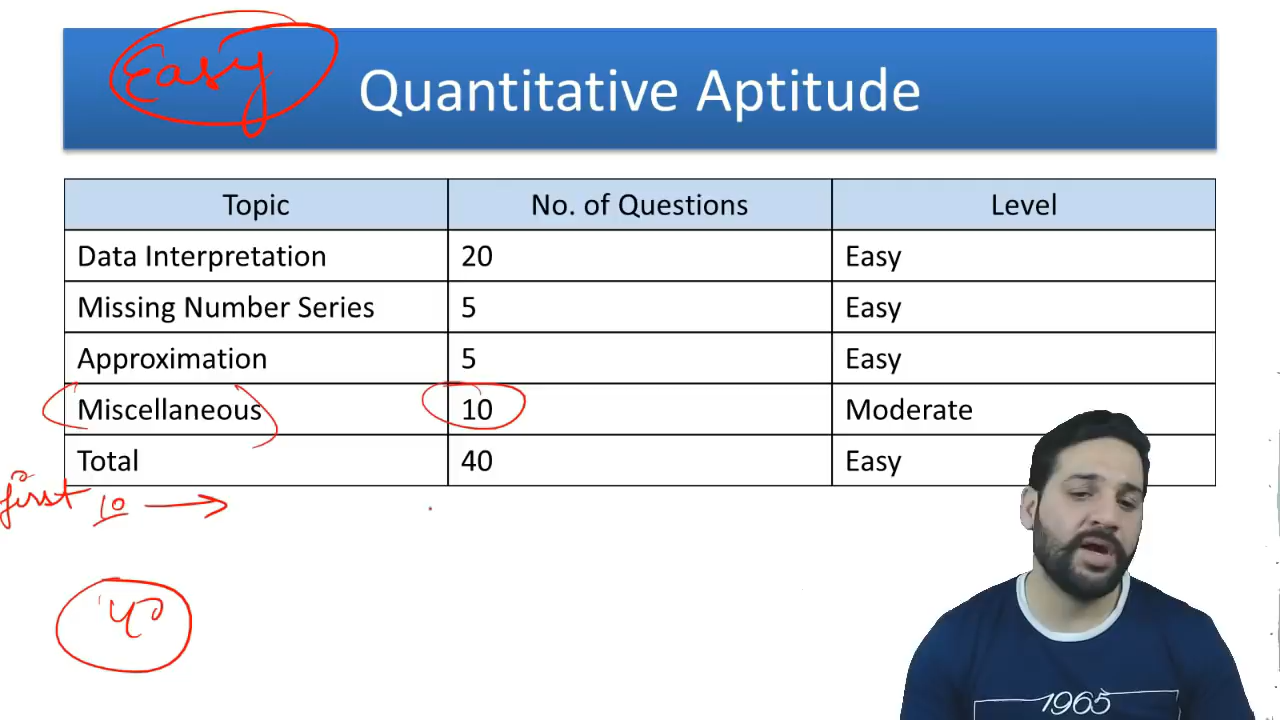 Easy
Quantitative Aptitude
Topic No. of Questions Level
Data Interpretation 20 Easy
Missing Number Series 5 Easy
Approximation 5 Easy
Miscellaneous 10 Moderate
Total 40 Easy
first 10 →
40
1965